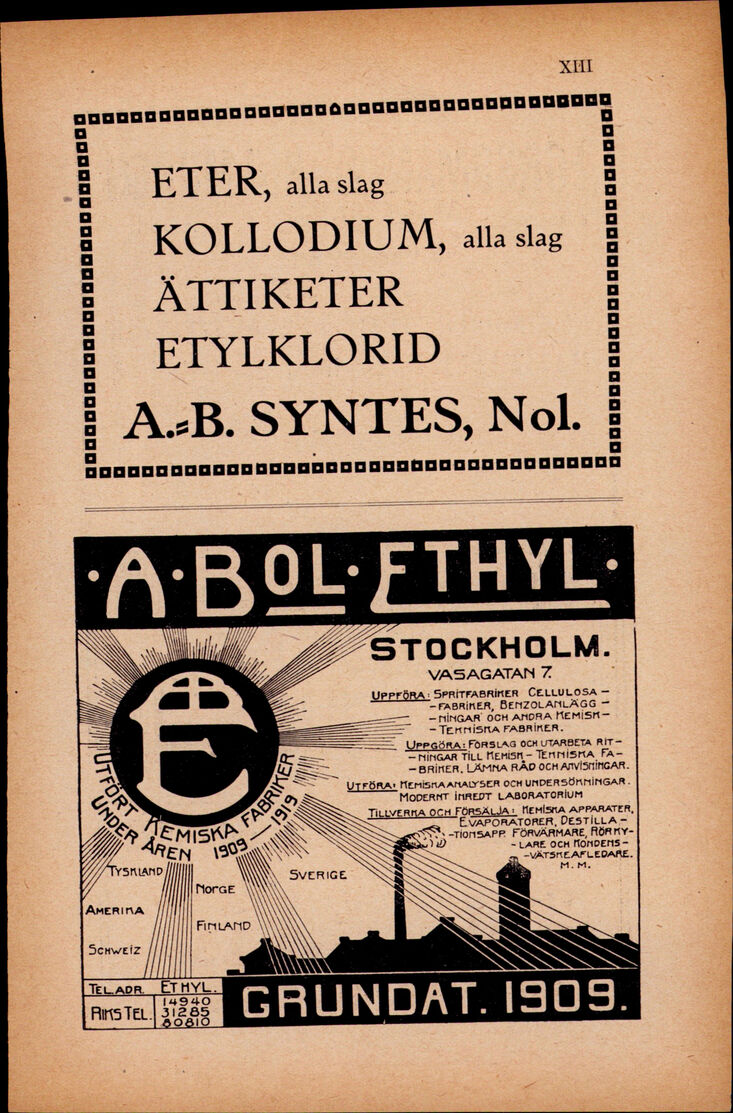 XIII
ETER, alla slag
KOLLODIUM, alla slag
ÄTTIKETER
ETYLKLORID
A.=B. SYNTES, Nol.
·A·BOL·ETHYL·
STOCKHOLM.
VASAGATAN 7.
UPPFÖRA: SPRITFABRIKER CELLULOSA-
-FABRIKER, BENZOLANLÄGG-
-NINGAR OCH ANDRA KEMISK-
-TEKNISKA FABRIKER.
UPPGÖRA: FÖRSLAG OCH UTARBETA RIT-
-NINGAR TILL KEMISK-TEKNISKA FA-
-BRIKER. LÄMNA RÅD OCH ANVISNINGAR.
UTFÖRA: KEMISKA ANALYSER OCH UNDERSÖKNINGAR.
MODERNT INREDT LABORATORIUM
TILLVERKA OCH FÖRSÄLJA: KEMISKA APPARATER,
EVAPORATORER, DESTILLA-
-TIONSAPP. FÖRVÄRMARE, RÖRKY-
-LARE OCH KONDENS-
-VATSKEAFLEDARE.
M.M.
UTFÖRT KEMISKA FABRIKER
UNDER ÅREN 1909-1919
TYSKLAND
NORGE
SVERIGE
AMERIKA
FINLAND
SCHWEIZ
TEL.ADR. ETHYL.
RIKS TEL. 14940
31285
80810
GRUNDAT. 1909.